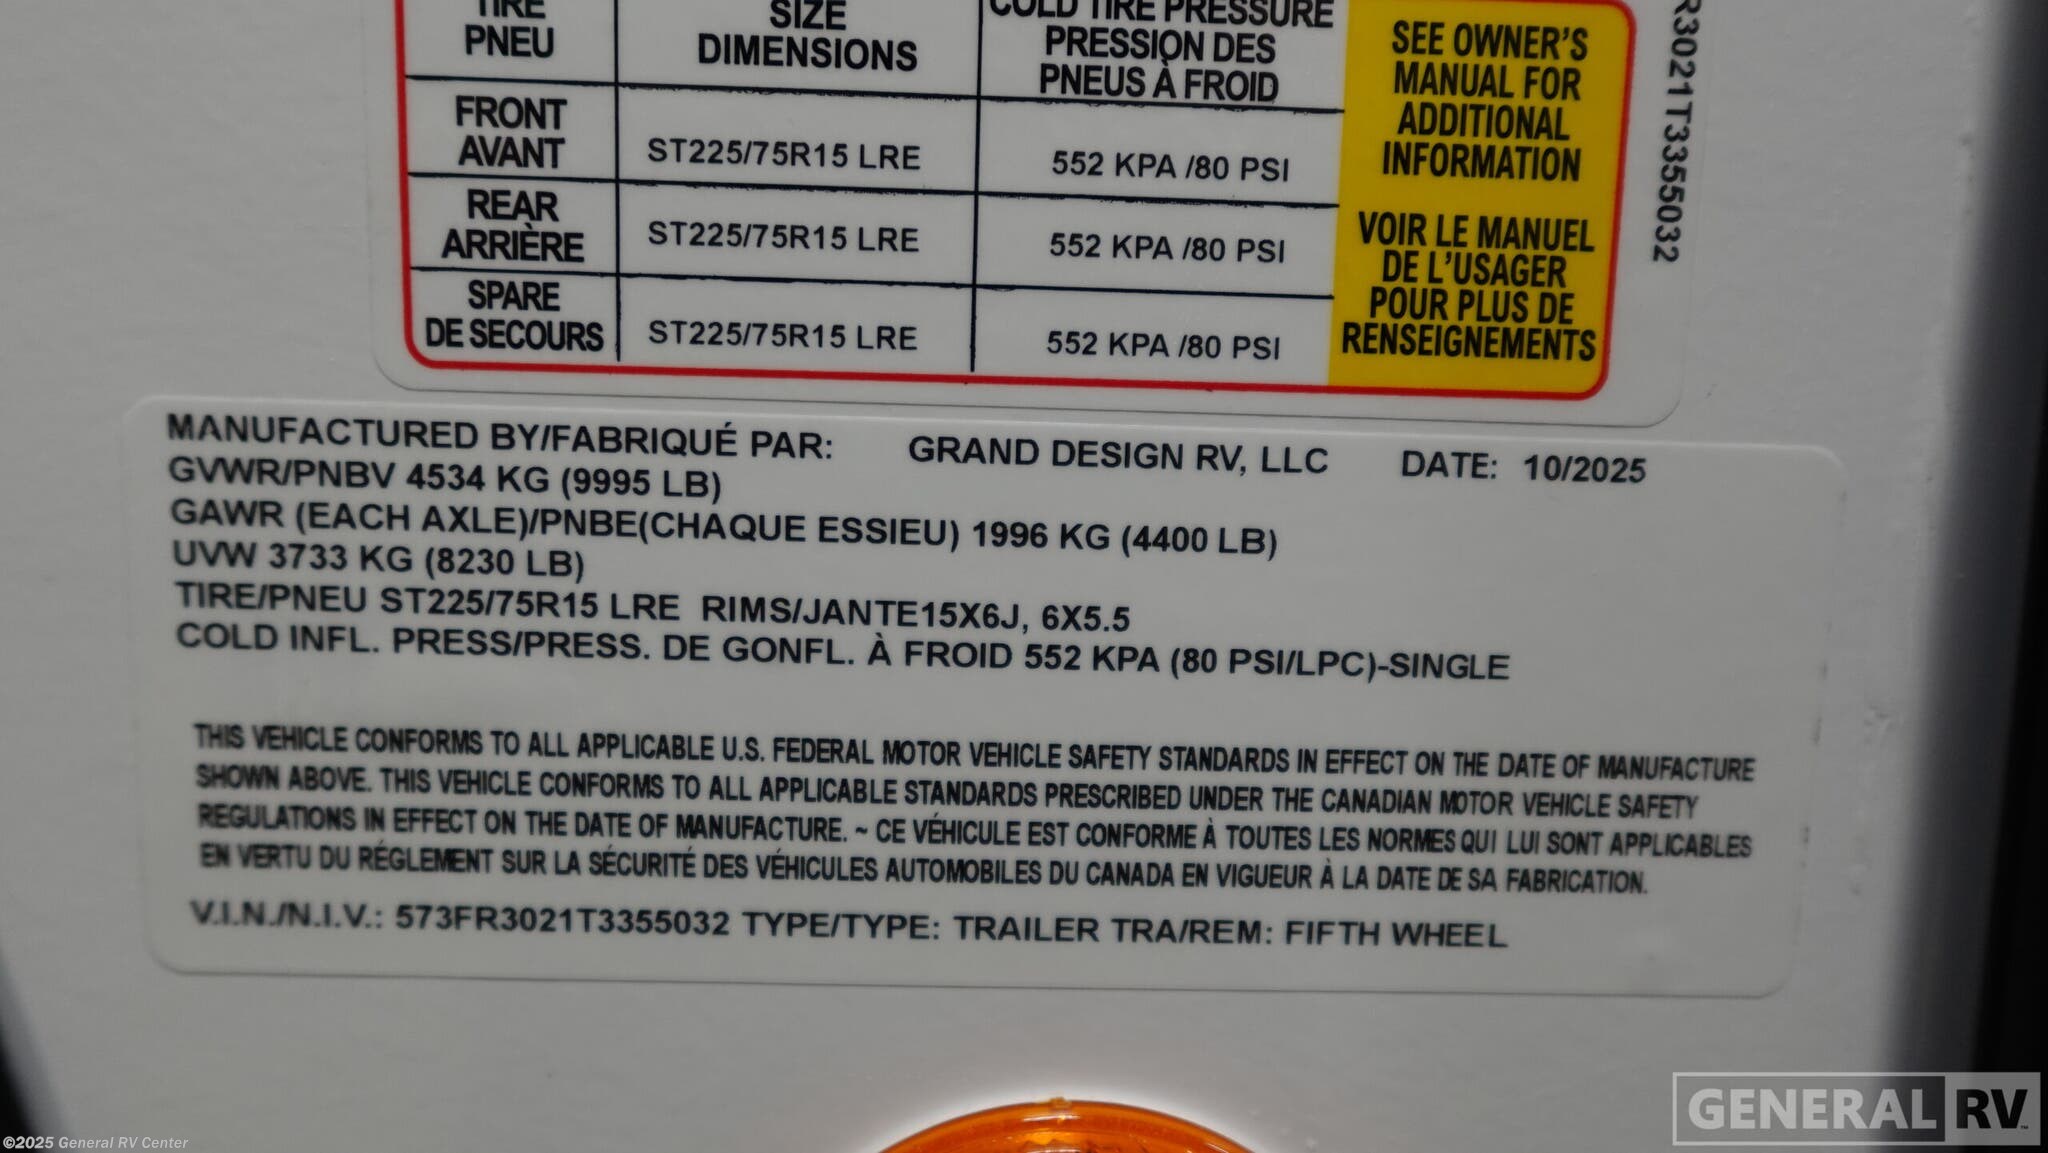 TIRE SIZE COLD TIRE PRESSURE
PNEU DIMENSIONS PRESSION DES
PNEUS À FROID
FRONT
AVANT ST225/75R15 LRE 552 KPA /80 PSI
REAR
ARRIÈRE ST225/75R15 LRE 552 KPA /80 PSI
SPARE
DE SECOURS ST225/75R15 LRE 552 KPA /80 PSI
SEE OWNER'S
MANUAL FOR
ADDITIONAL
INFORMATION
VOIR LE MANUEL
DE L'USAGER
POUR PLUS DE
RENSEIGNEMENTS
R3021T3355032
MANUFACTURED BY/FABRIQUÉ PAR: GRAND DESIGN RV, LLC DATE: 10/2025
GVWR/PNBV 4534 KG (9995 LB)
GAWR (EACH AXLE)/PNBE(CHAQUE ESSIEU) 1996 KG (4400 LB)
UVW 3733 KG (8230 LB)
TIRE/PNEU ST225/75R15 LRE RIMS/JANTE15X6J, 6X5.5
COLD INFL. PRESS/PRESS. DE GONFL. À FROID 552 KPA (80 PSI/LPC)-SINGLE
THIS VEHICLE CONFORMS TO ALL APPLICABLE U.S. FEDERAL MOTOR VEHICLE SAFETY STANDARDS IN EFFECT ON THE DATE OF MANUFACTURE
SHOWN ABOVE. THIS VEHICLE CONFORMS TO ALL APPLICABLE STANDARDS PRESCRIBED UNDER THE CANADIAN MOTOR VEHICLE SAFETY
REGULATIONS IN EFFECT ON THE DATE OF MANUFACTURE. ~ CE VÉHICULE EST CONFORME À TOUTES LES NORMES QUI LUI SONT APPLICABLES
EN VERTU DU RÉGLEMENT SUR LA SÉCURITÉ DES VÉHICULES AUTOMOBILES DU CANADA EN VIGUEUR À LA DATE DE SA FABRICATION.
V.I.N./N.I.V.: 573FR3021T3355032 TYPE/TYPE: TRAILER TRA/REM: FIFTH WHEEL
GENERAL RV™
©2025 General RV Center